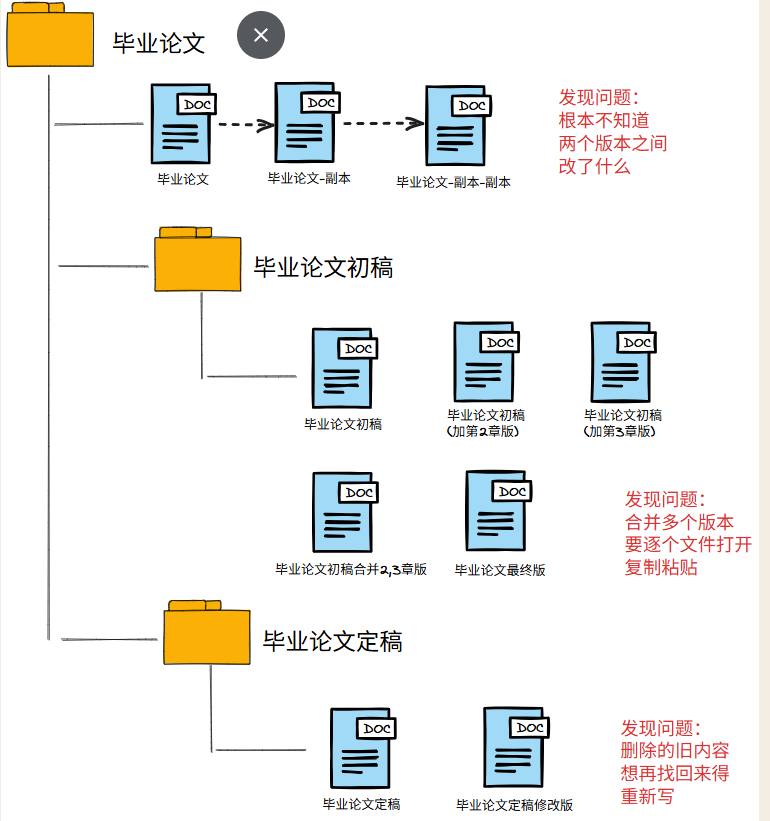 毕业论文
DOC
DOC
DOC
毕业论文
毕业论文-副本
毕业论文-副本-副本
发现问题：
根本不知道
两个版本之间
改了什么
毕业论文初稿
DOC
DOC
DOC
毕业论文初稿
毕业论文初稿
(加第2章版)
毕业论文初稿
(加第3章版)
DOC
DOC
毕业论文初稿合并2,3章版
毕业论文最终版
发现问题：
合并多个版本
要逐个文件打开
复制粘贴
毕业论文定稿
DOC
DOC
毕业论文定稿
毕业论文定稿修改版
发现问题：
删除的旧内容
想再找回来得
重新写